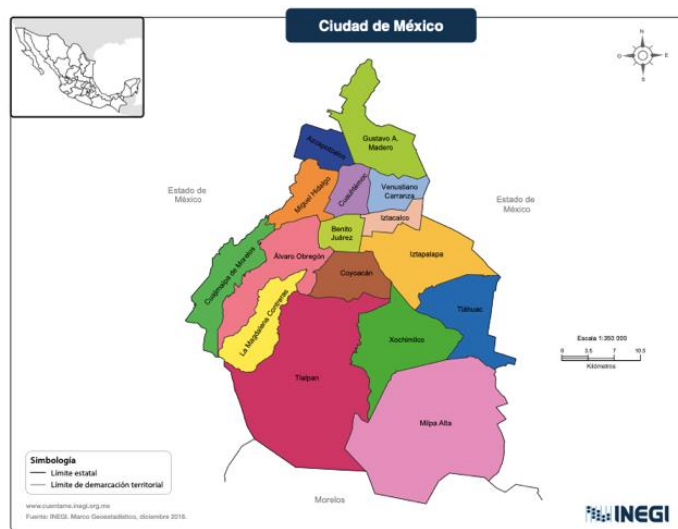 Ciudad de México
N
O
E
S
Gustavo A.
Madero
Azcapotzalco
Miguel Hidalgo
Cuauhtémoc
Venustiano
Carranza
Estado de
México
Estado de
México
Iztacalco
Benito
Juárez
Cuajimalpa de Morelos
Álvaro Obregón
Iztapalapa
Coyoacán
La Magdalena Contreras
Tláhuac
Xochimilco
Escala 1:350 000
0 3.5 7 10.5
Kilómetros
Tlalpan
Milpa Alta
Simbología
Límite estatal
Límite de demarcación territorial
Morelos
www.cuentame.inegi.org.mx
Fuente: INEGI. Marco Geoestadístico, diciembre 2018.
INEGI